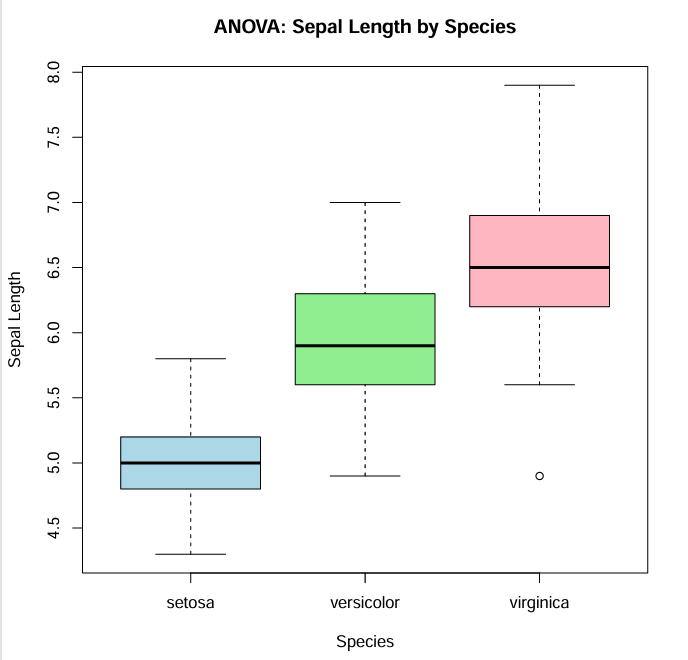 ANOVA: Sepal Length by Species
Sepal Length
8.0
7.5
7.0
6.5
6.0
5.5
5.0
4.5
setosa versicolor virginica
Species